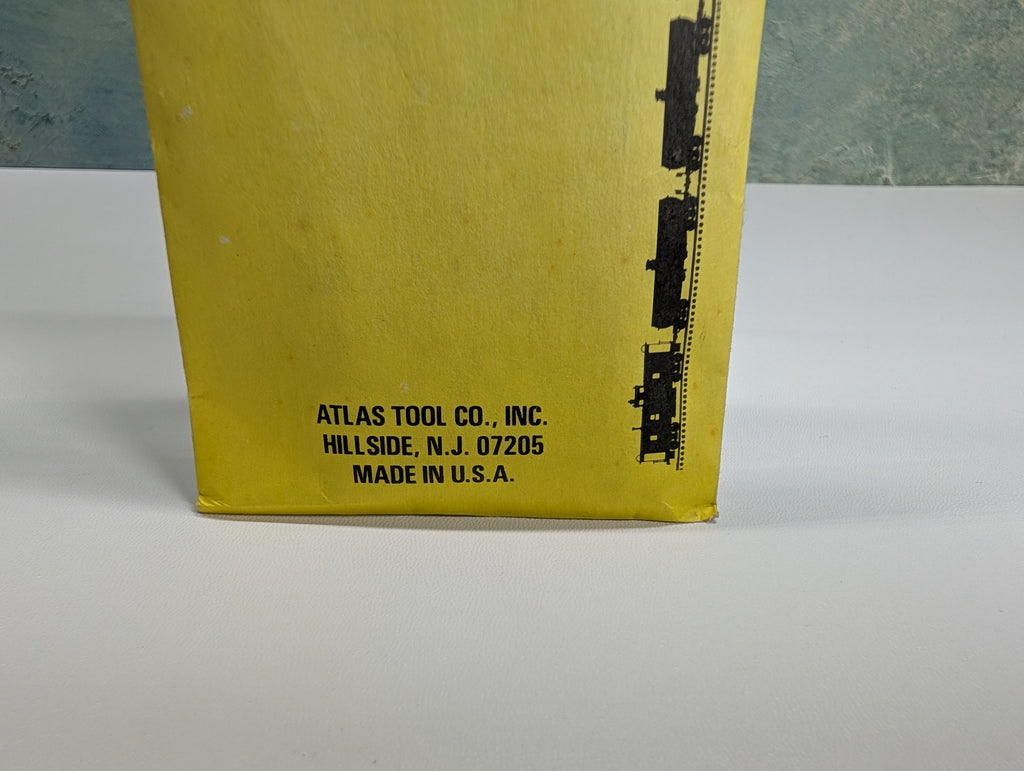 ATLAS TOOL CO., INC.
HILLSIDE, N.J. 07205
MADE IN U.S.A.